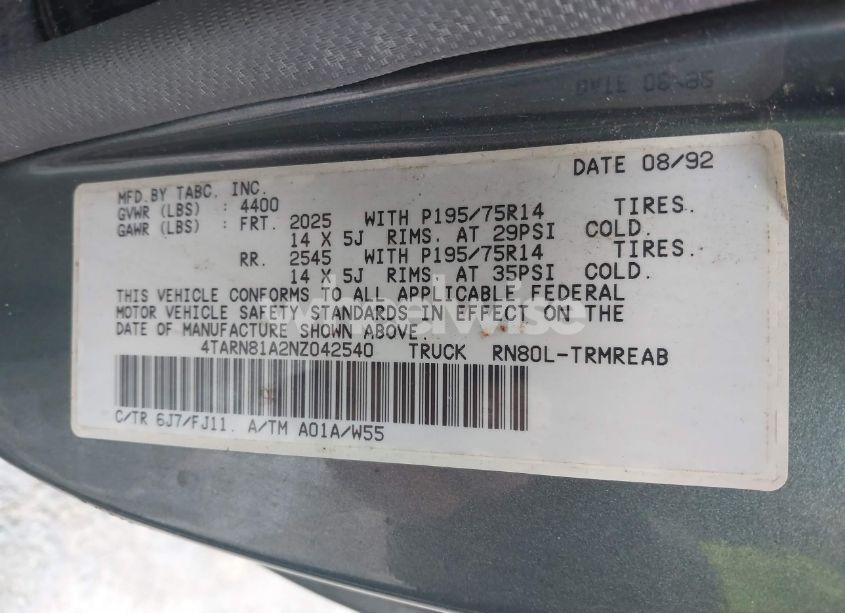 DATE 08/92
MFD.BY TABC, INC.
GVWR (LBS) : 4400
GAWR (LBS) : FRT. 2025 WITH P195/75R14 TIRES.
14 X 5J RIMS. AT 29PSI COLD.
RR. 2545 WITH P195/75R14 TIRES.
14 X 5J RIMS. AT 35PSI COLD.
THIS VEHICLE CONFORMS TO ALL APPLICABLE FEDERAL
MOTOR VEHICLE SAFETY STANDARDS IN EFFECT ON THE
DATE OF MANUFACTURE SHOWN ABOVE.
4TARN81A2NZ042540 TRUCK RN80L-TRMREAB
C/TR 6J7/FJ11. A/TM A01A/W55